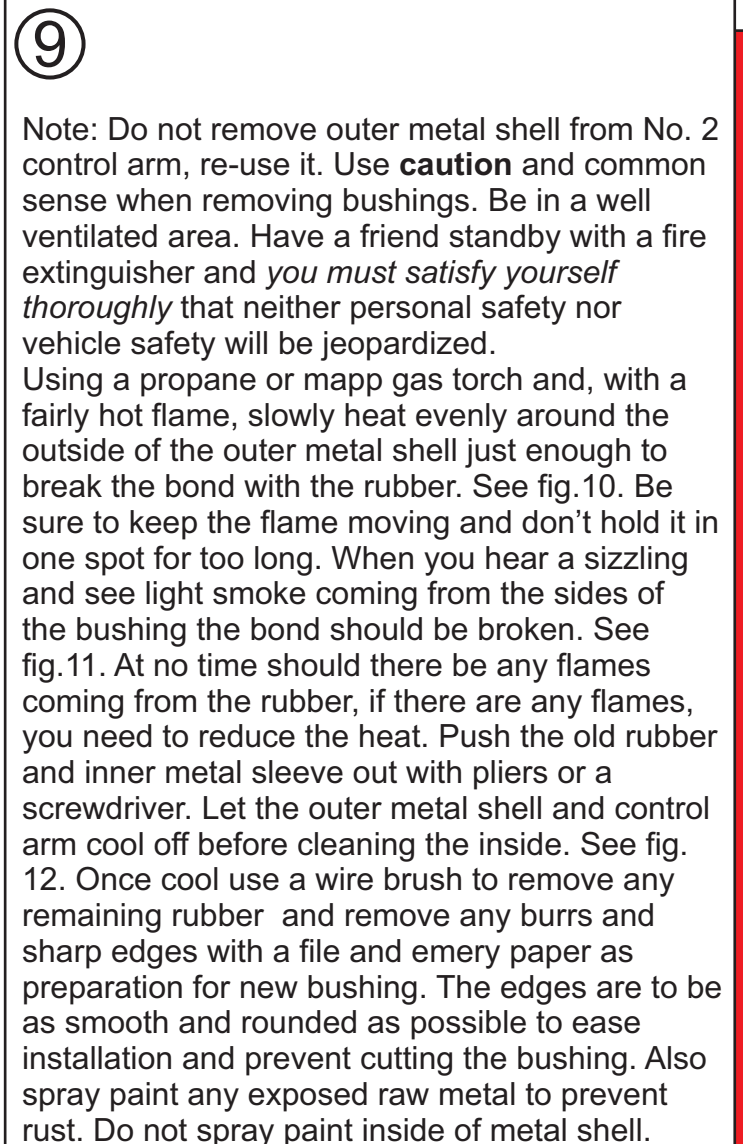 9
Note: Do not remove outer metal shell from No. 2
control arm, re-use it. Use caution and common
sense when removing bushings. Be in a well
ventilated area. Have a friend standby with a fire
extinguisher and you must satisfy yourself
thoroughly that neither personal safety nor
vehicle safety will be jeopardized.
Using a propane or mapp gas torch and, with a
fairly hot flame, slowly heat evenly around the
outside of the outer metal shell just enough to
break the bond with the rubber. See fig.10. Be
sure to keep the flame moving and don't hold it in
one spot for too long. When you hear a sizzling
and see light smoke coming from the sides of
the bushing the bond should be broken. See
fig.11. At no time should there be any flames
coming from the rubber, if there are any flames,
you need to reduce the heat. Push the old rubber
and inner metal sleeve out with pliers or a
screwdriver. Let the outer metal shell and control
arm cool off before cleaning the inside. See fig.
12. Once cool use a wire brush to remove any
remaining rubber  and remove any burrs and
sharp edges with a file and emery paper as
preparation for new bushing. The edges are to be
as smooth and rounded as possible to ease
installation and prevent cutting the bushing. Also
spray paint any exposed raw metal to prevent
rust. Do not spray paint inside of metal shell.